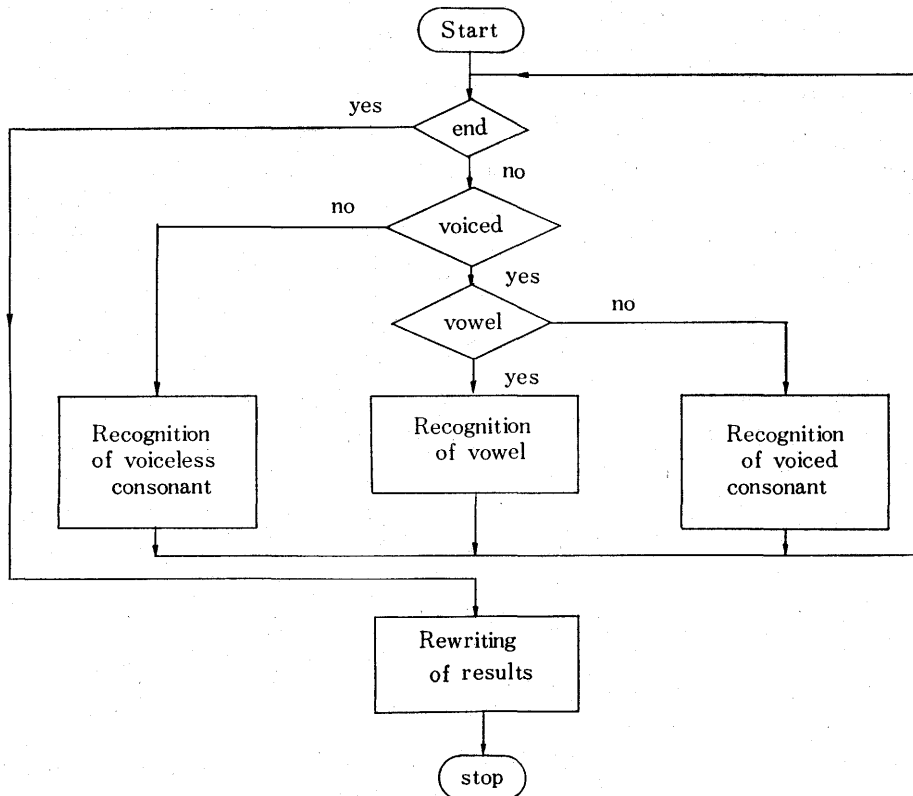 Start
yes
end
no
no
voiced
yes
vowel
no
yes
Recognition
of voiceless
consonant
Recognition
of vowel
Recognition
of voiced
consonant
Rewriting
of results
stop